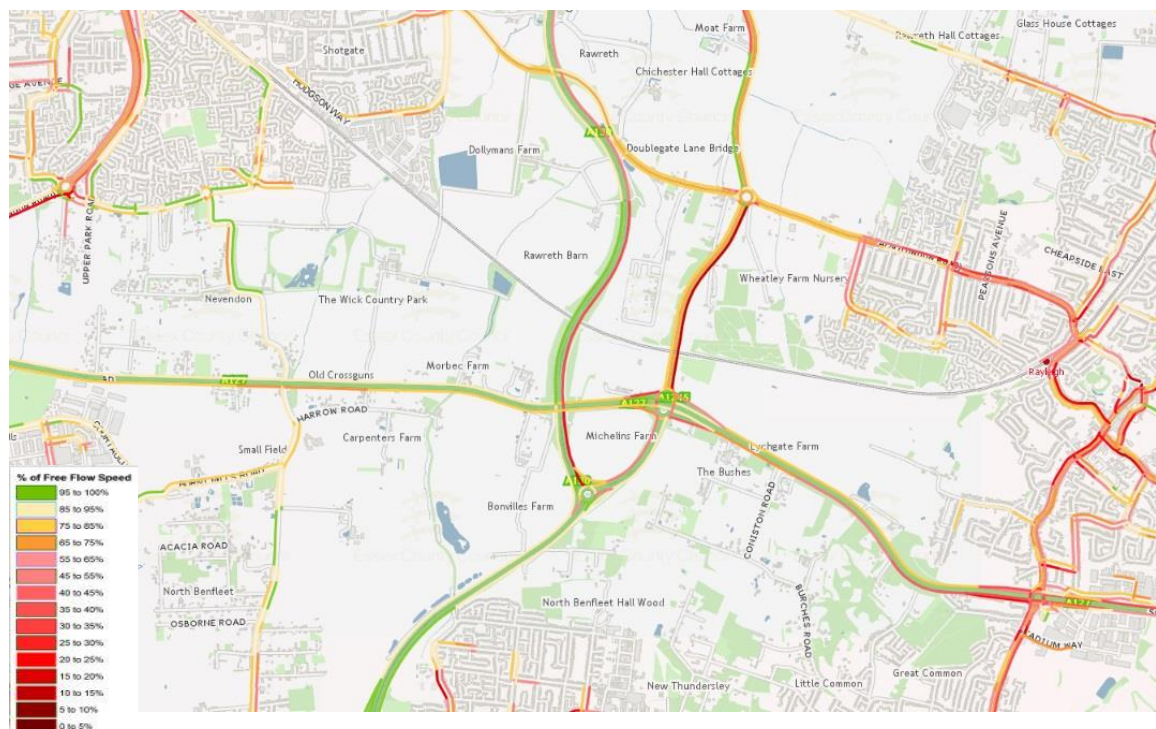 Glass House Cottages
Moat Farm
Rawreth Hall Cottages
Shotgate
Rawreth
Chichester Hall Cottages
HODGSON WAY
A130
Dollymans Farm
Doublegate Lane Bridge
UPPER PARK ROAD
PEARSONS AVENUE
CHEAPSIDE EAST
Rawreth Barn
Wheatley Farm Nursery
Nevendon
The Wick Country Park
Essex County Council
Morbec Farm
Rayleigh
Old Crossguns
A127
A127
A1245
HARROW ROAD
Carpenters Farm
Michelins Farm
Lychgate Farm
Small Field
The Bushes
CONISTON ROAD
% of Free Flow Speed
95 to 100%
85 to 95%
75 to 85%
65 to 75%
55 to 65%
45 to 55%
40 to 45%
35 to 40%
30 to 35%
25 to 30%
20 to 25%
15 to 20%
10 to 15%
5 to 10%
0 to 5%
A130
Bonvilles Farm
ACACIA ROAD
North Benfleet
OSBORNE ROAD
North Benfleet Hall Wood
BURCHES ROAD
A127
Great Common
Little Common
New Thundersley